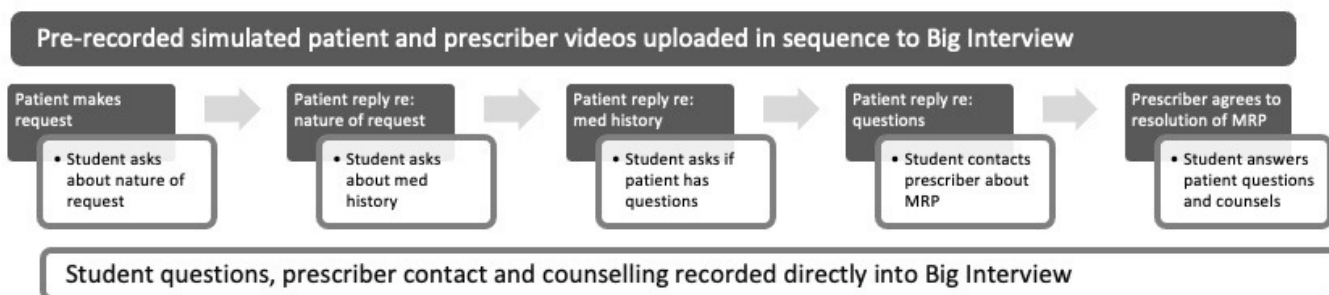 Pre-recorded simulated patient and prescriber videos uploaded in sequence to Big Interview
Patient makes
request
• Student asks
about nature of
request
Patient reply re:
nature of request
• Student asks
about med
history
Patient reply re:
med history
• Student asks if
patient has
questions
Patient reply re:
questions
• Student contacts
prescriber about
MRP
Prescriber agrees to
resolution of MRP
• Student answers
patient questions
and counsels
Student questions, prescriber contact and counselling recorded directly into Big Interview